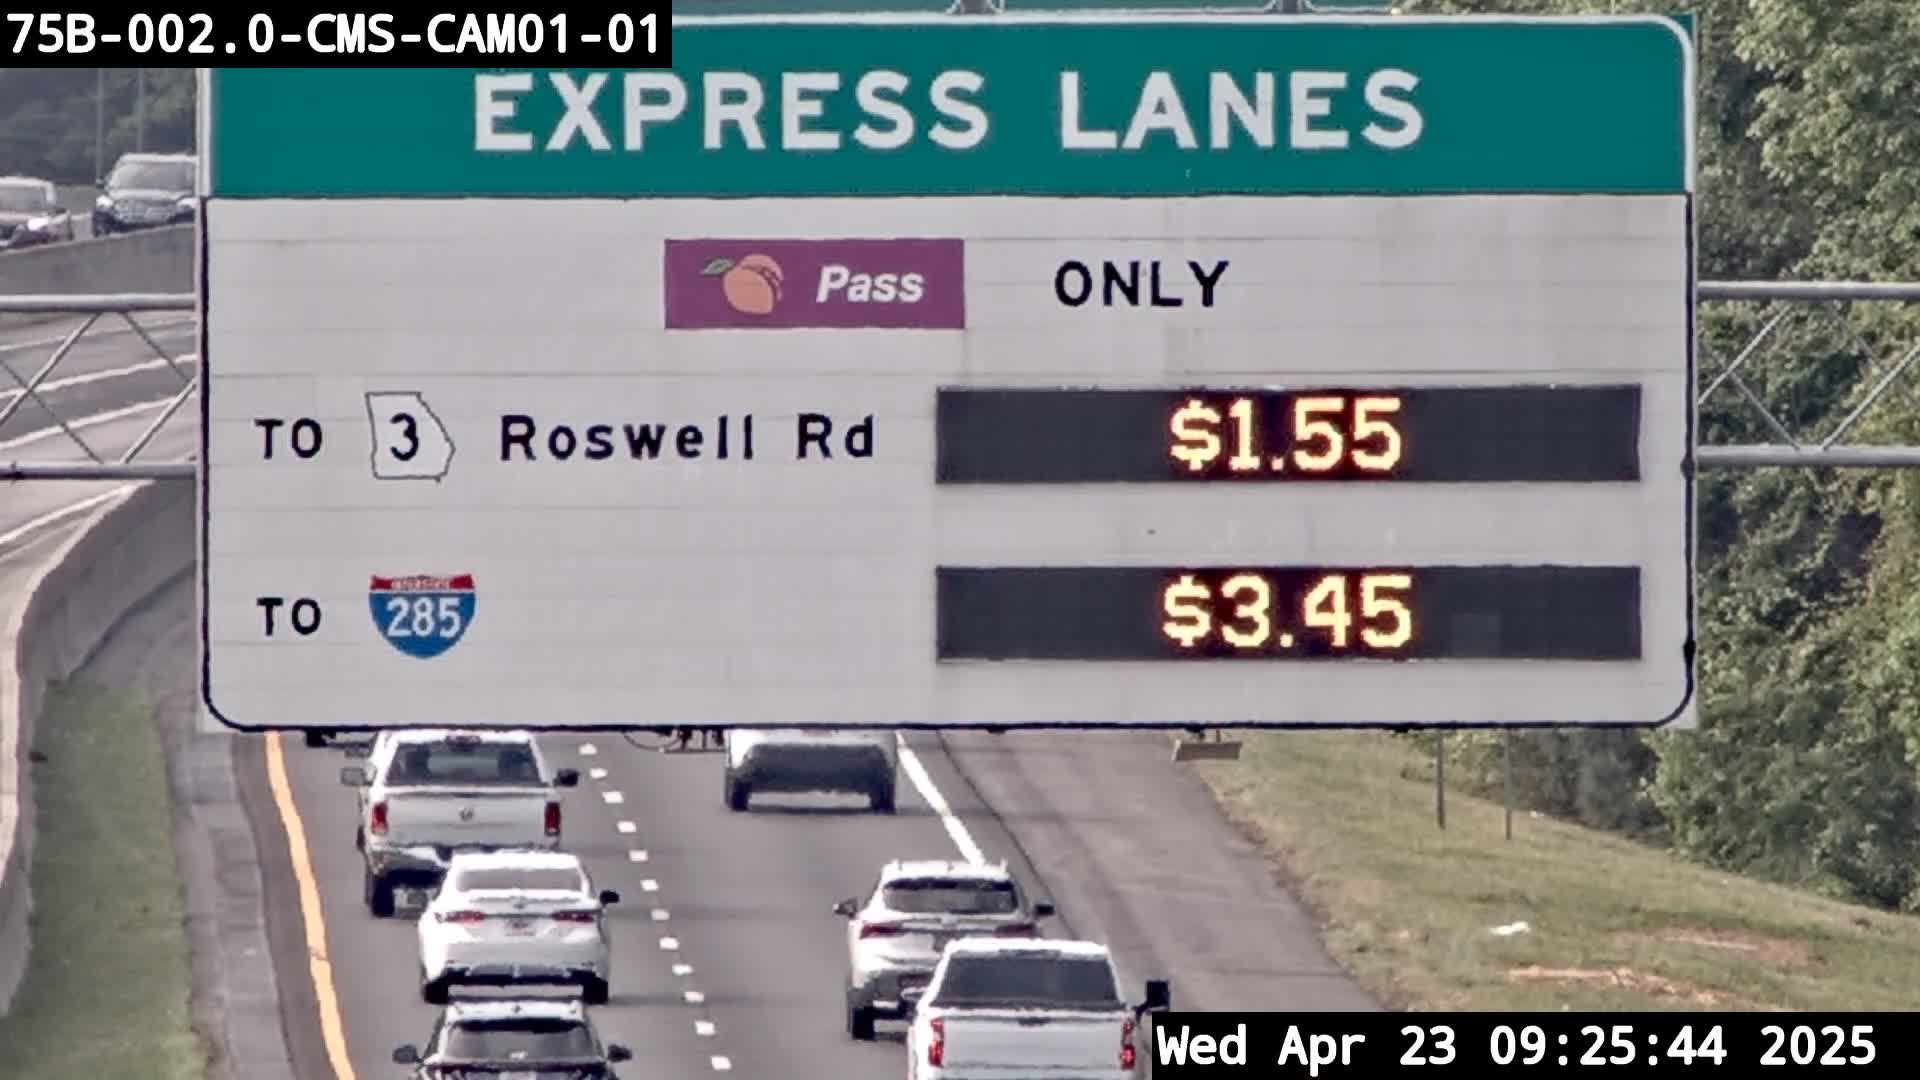 75B-002.0-CMS-CAM01-01
EXPRESS LANES
Pass ONLY
TO 3 Roswell Rd $1.55
INTERSTATE
TO 285 $3.45
Wed Apr 23 09:25:44 2025